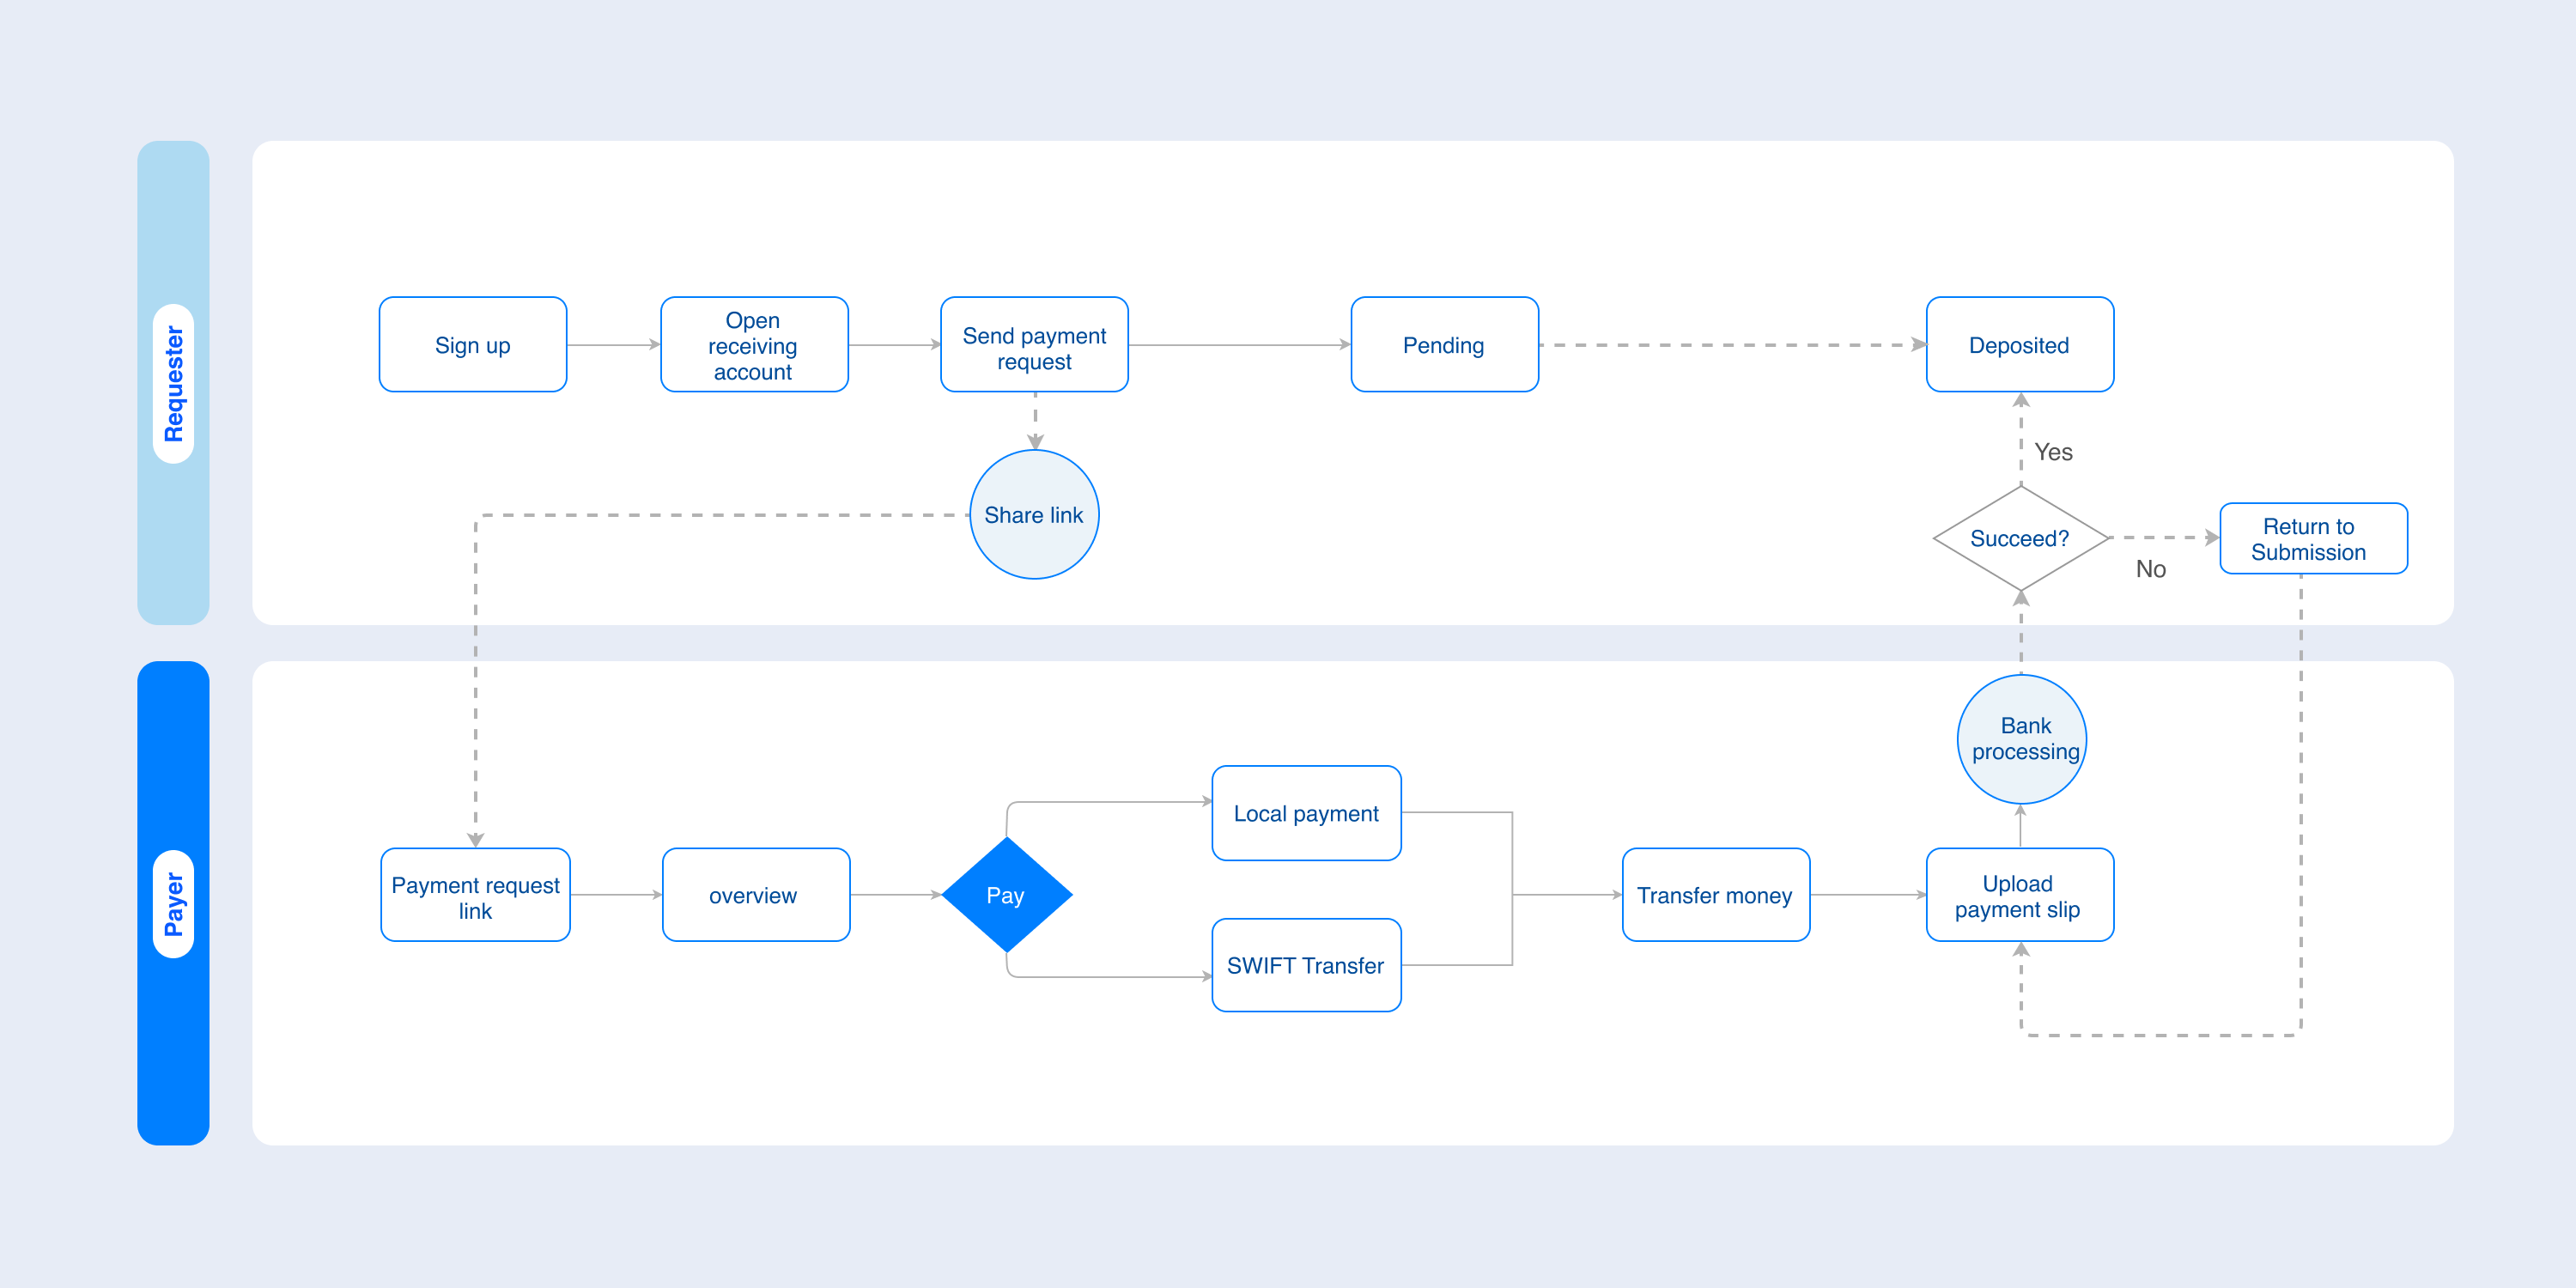 Requester
Sign up
Open
receiving
account
Send payment
request
Pending
Deposited
Share link
Yes
Succeed?
No
Return to
Submission
Payer
Payment request
link
overview
Pay
Local payment
SWIFT Transfer
Transfer money
Upload
payment slip
Bank
processing